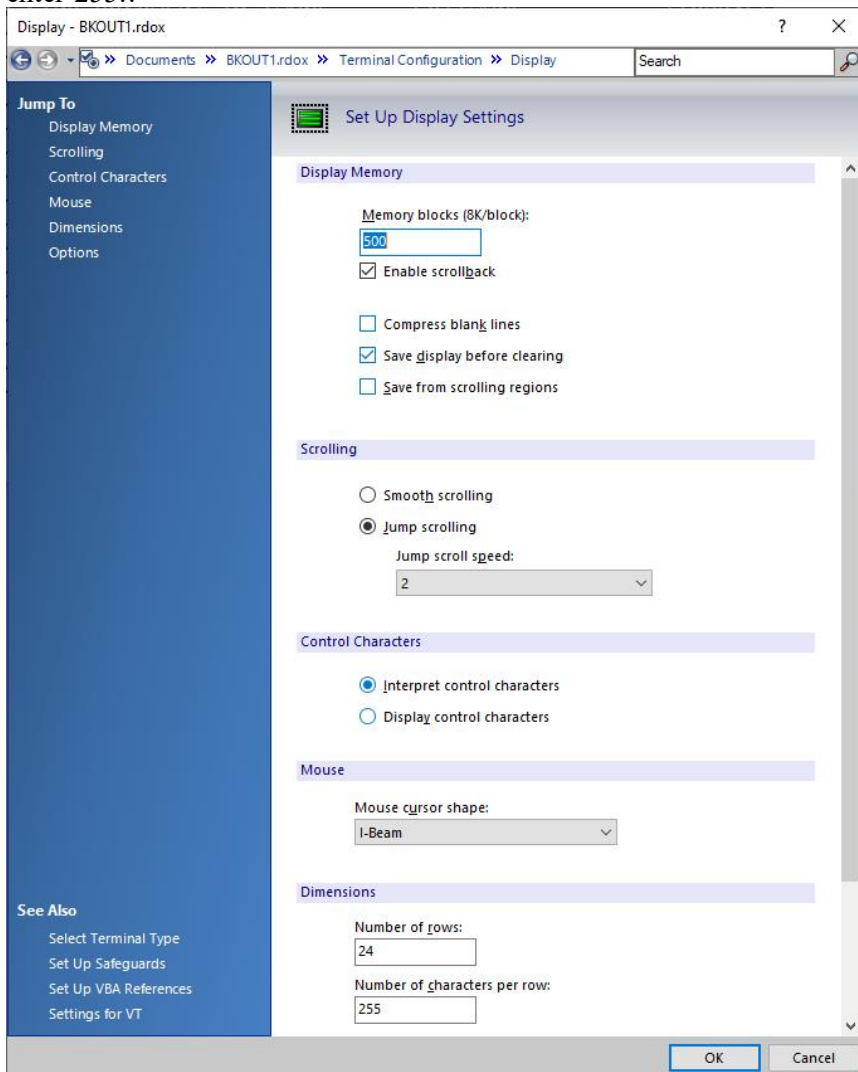 enter 255..
Display - BKOUT1.rdox
Documents » BKOUT1.rdox » Terminal Configuration » Display
Search
Jump To
Display Memory
Scrolling
Control Characters
Mouse
Dimensions
Options
Set Up Display Settings
Display Memory
Memory blocks (8K/block):
500
Enable scrollback
Compress blank lines
Save display before clearing
Save from scrolling regions
Scrolling
Smooth scrolling
Jump scrolling
Jump scroll speed:
2
Control Characters
Interpret control characters
Display control characters
Mouse
Mouse cursor shape:
I-Beam
Dimensions
Number of rows:
24
Number of characters per row:
255
See Also
Select Terminal Type
Set Up Safeguards
Set Up VBA References
Settings for VT
OK
Cancel